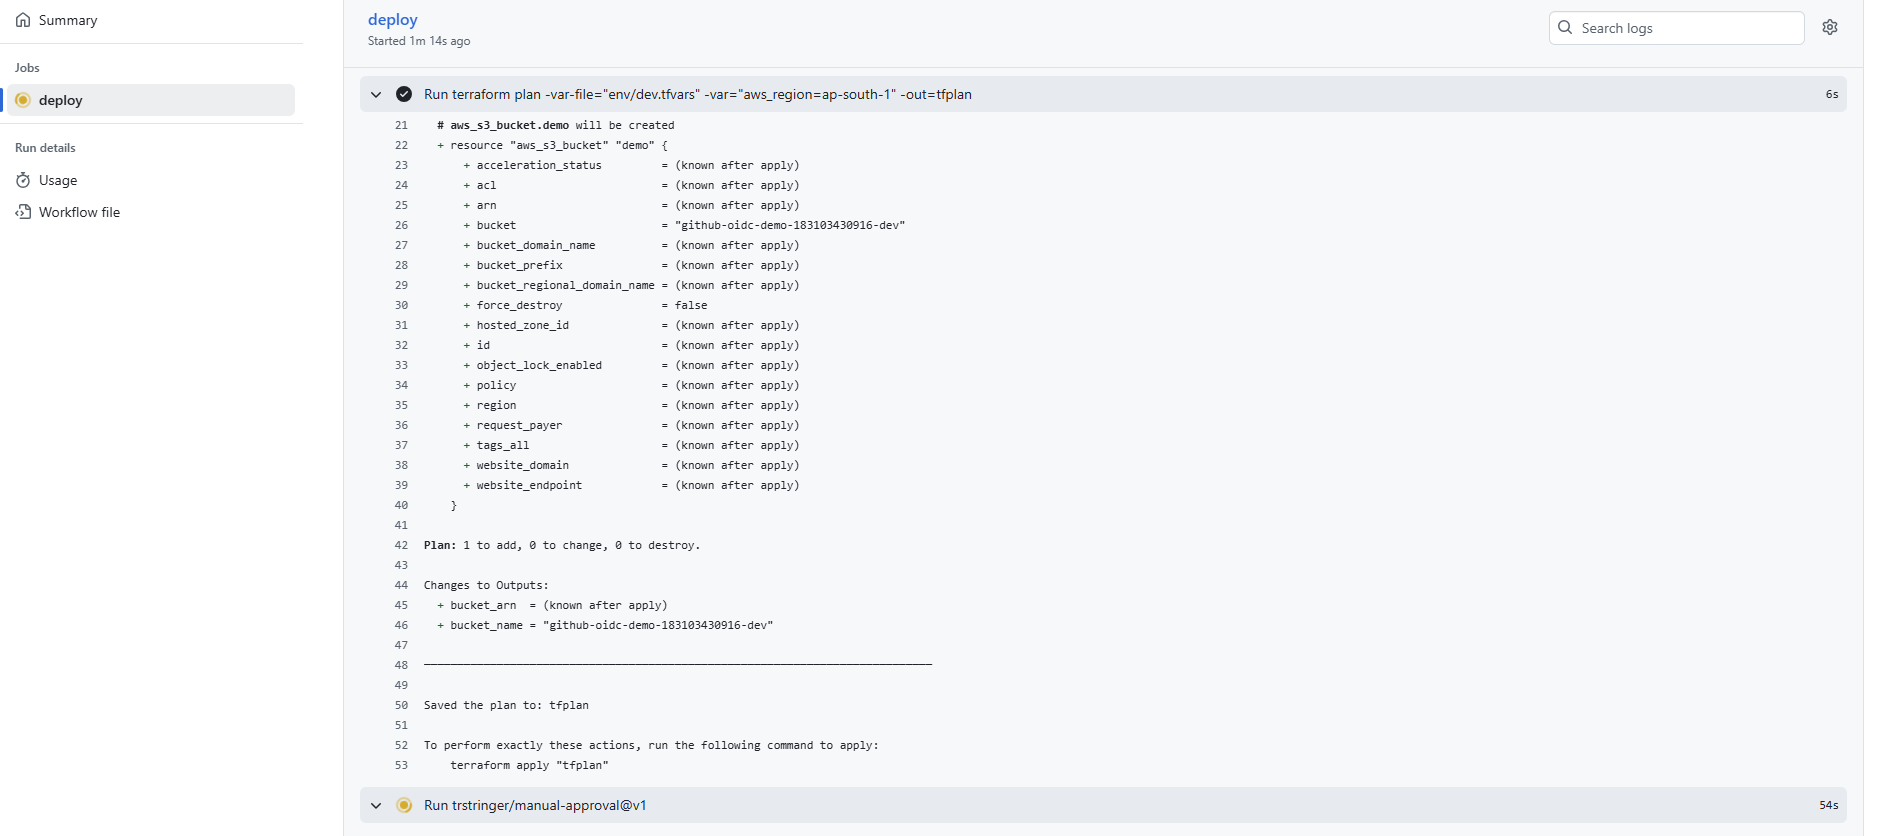 Summary
Jobs
deploy
Run details
Usage
Workflow file
deploy
Started 1m 14s ago
Search logs
Run terraform plan -var-file="env/dev.tfvars" -var="aws_region=ap-south-1" -out=tfplan 6s
21 # aws_s3_bucket.demo will be created
22 + resource "aws_s3_bucket" "demo" {
23 + acceleration_status = (known after apply)
24 + acl = (known after apply)
25 + arn = (known after apply)
26 + bucket = "github-oidc-demo-183103430916-dev"
27 + bucket_domain_name = (known after apply)
28 + bucket_prefix = (known after apply)
29 + bucket_regional_domain_name = (known after apply)
30 + force_destroy = false
31 + hosted_zone_id = (known after apply)
32 + id = (known after apply)
33 + object_lock_enabled = (known after apply)
34 + policy = (known after apply)
35 + region = (known after apply)
36 + request_payer = (known after apply)
37 + tags_all = (known after apply)
38 + website_domain = (known after apply)
39 + website_endpoint = (known after apply)
40 }
41
42 Plan: 1 to add, 0 to change, 0 to destroy.
43
44 Changes to Outputs:
45 + bucket_arn = (known after apply)
46 + bucket_name = "github-oidc-demo-183103430916-dev"
47
48 ─────────────────────────────────────────────────────────────────────────────
49
50 Saved the plan to: tfplan
51
52 To perform exactly these actions, run the following command to apply:
53 terraform apply "tfplan"
Run trstringer/manual-approval@v1 54s